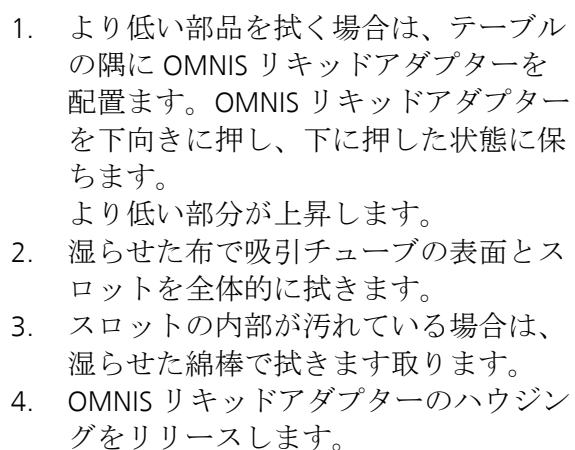 1. より低い部品を拭く場合は、テーブル
の隅に OMNIS リキッドアダプターを
配置ます。OMNIS リキッドアダプター
を下向きに押し、下に押した状態に保
ちます。
より低い部分が上昇します。
2. 湿らせた布で吸引チューブの表面とス
ロットを全体的に拭きます。
3. スロットの内部が汚れている場合は、
湿らせた綿棒で拭きます取ります。
4. OMNIS リキッドアダプターのハウジン
グをリリースします。